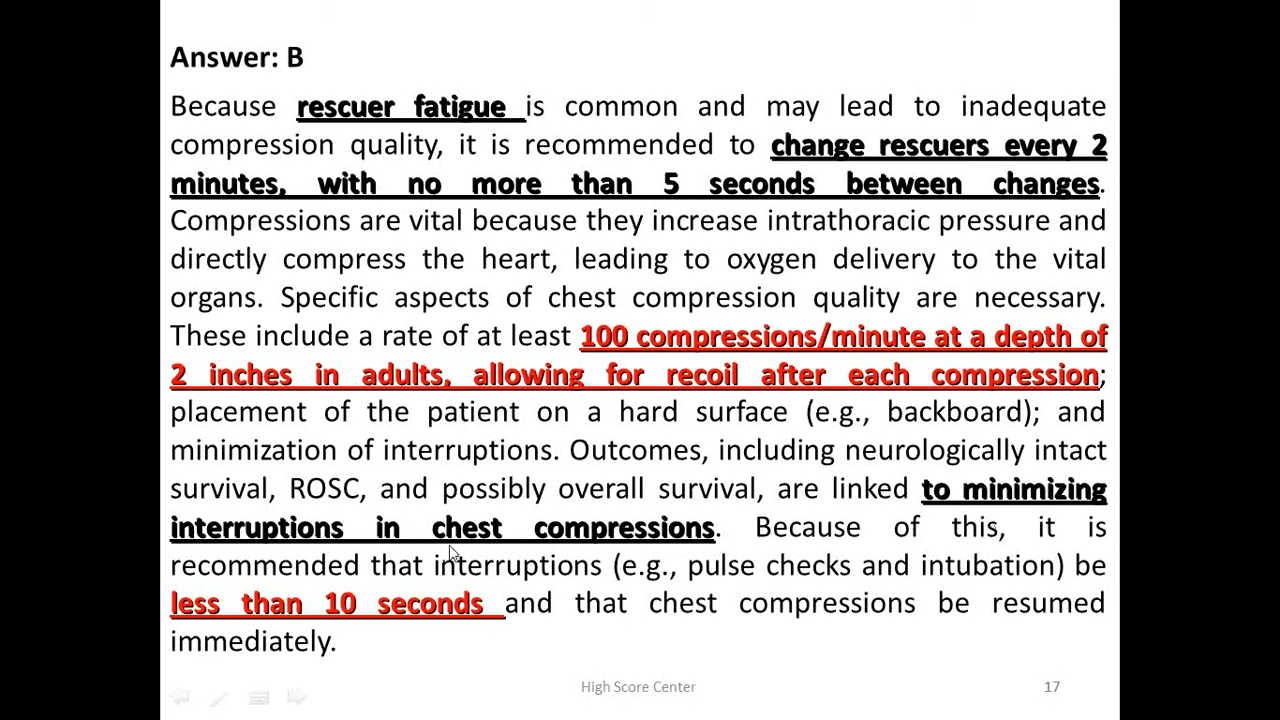 Answer: B
Because rescuer fatigue is common and may lead to inadequate
compression quality, it is recommended to change rescuers every 2
minutes, with no more than 5 seconds between changes.
Compressions are vital because they increase intrathoracic pressure and
directly compress the heart, leading to oxygen delivery to the vital
organs. Specific aspects of chest compression quality are necessary.
These include a rate of at least 100 compressions/minute at a depth of
2 inches in adults, allowing for recoil after each compression;
placement of the patient on a hard surface (e.g., backboard); and
minimization of interruptions. Outcomes, including neurologically intact
survival, ROSC, and possibly overall survival, are linked to minimizing
interruptions in chest compressions. Because of this, it is
recommended that interruptions (e.g., pulse checks and intubation) be
less than 10 seconds and that chest compressions be resumed
immediately.
High Score Center
17